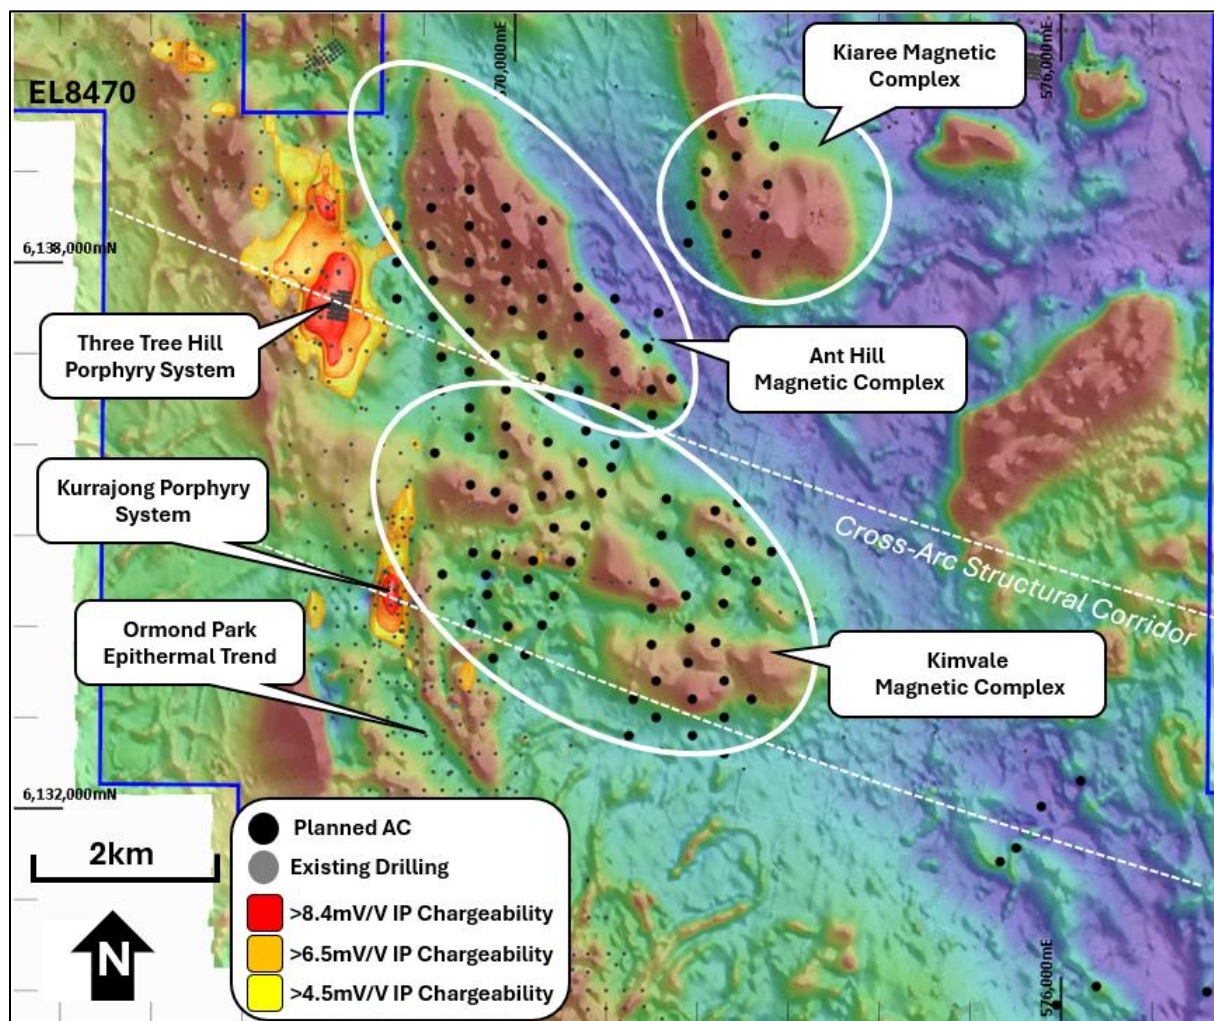 570,000mE
576,000mE
Kiaree Magnetic
Complex
EL8470
6,138,000mN
Three Tree Hill
Porphyry System
Ant Hill
Magnetic Complex
Kurrajong Porphyry
System
Cross-Arc Structural Corridor
Ormond Park
Epithermal Trend
Kimvale
Magnetic Complex
6,132,000mN
2km
N
Planned AC
Existing Drilling
>8.4mV/V IP Chargeability
>6.5mV/V IP Chargeability
>4.5mV/V IP Chargeability
576,000mE